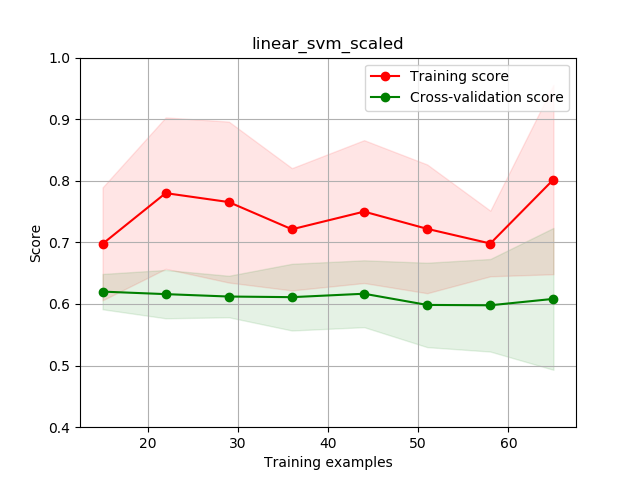 linear_svm_scaled
Training score
Cross-validation score
1.0
0.9
0.8
0.7
0.6
0.5
0.4
Score
20 30 40 50 60
Training examples